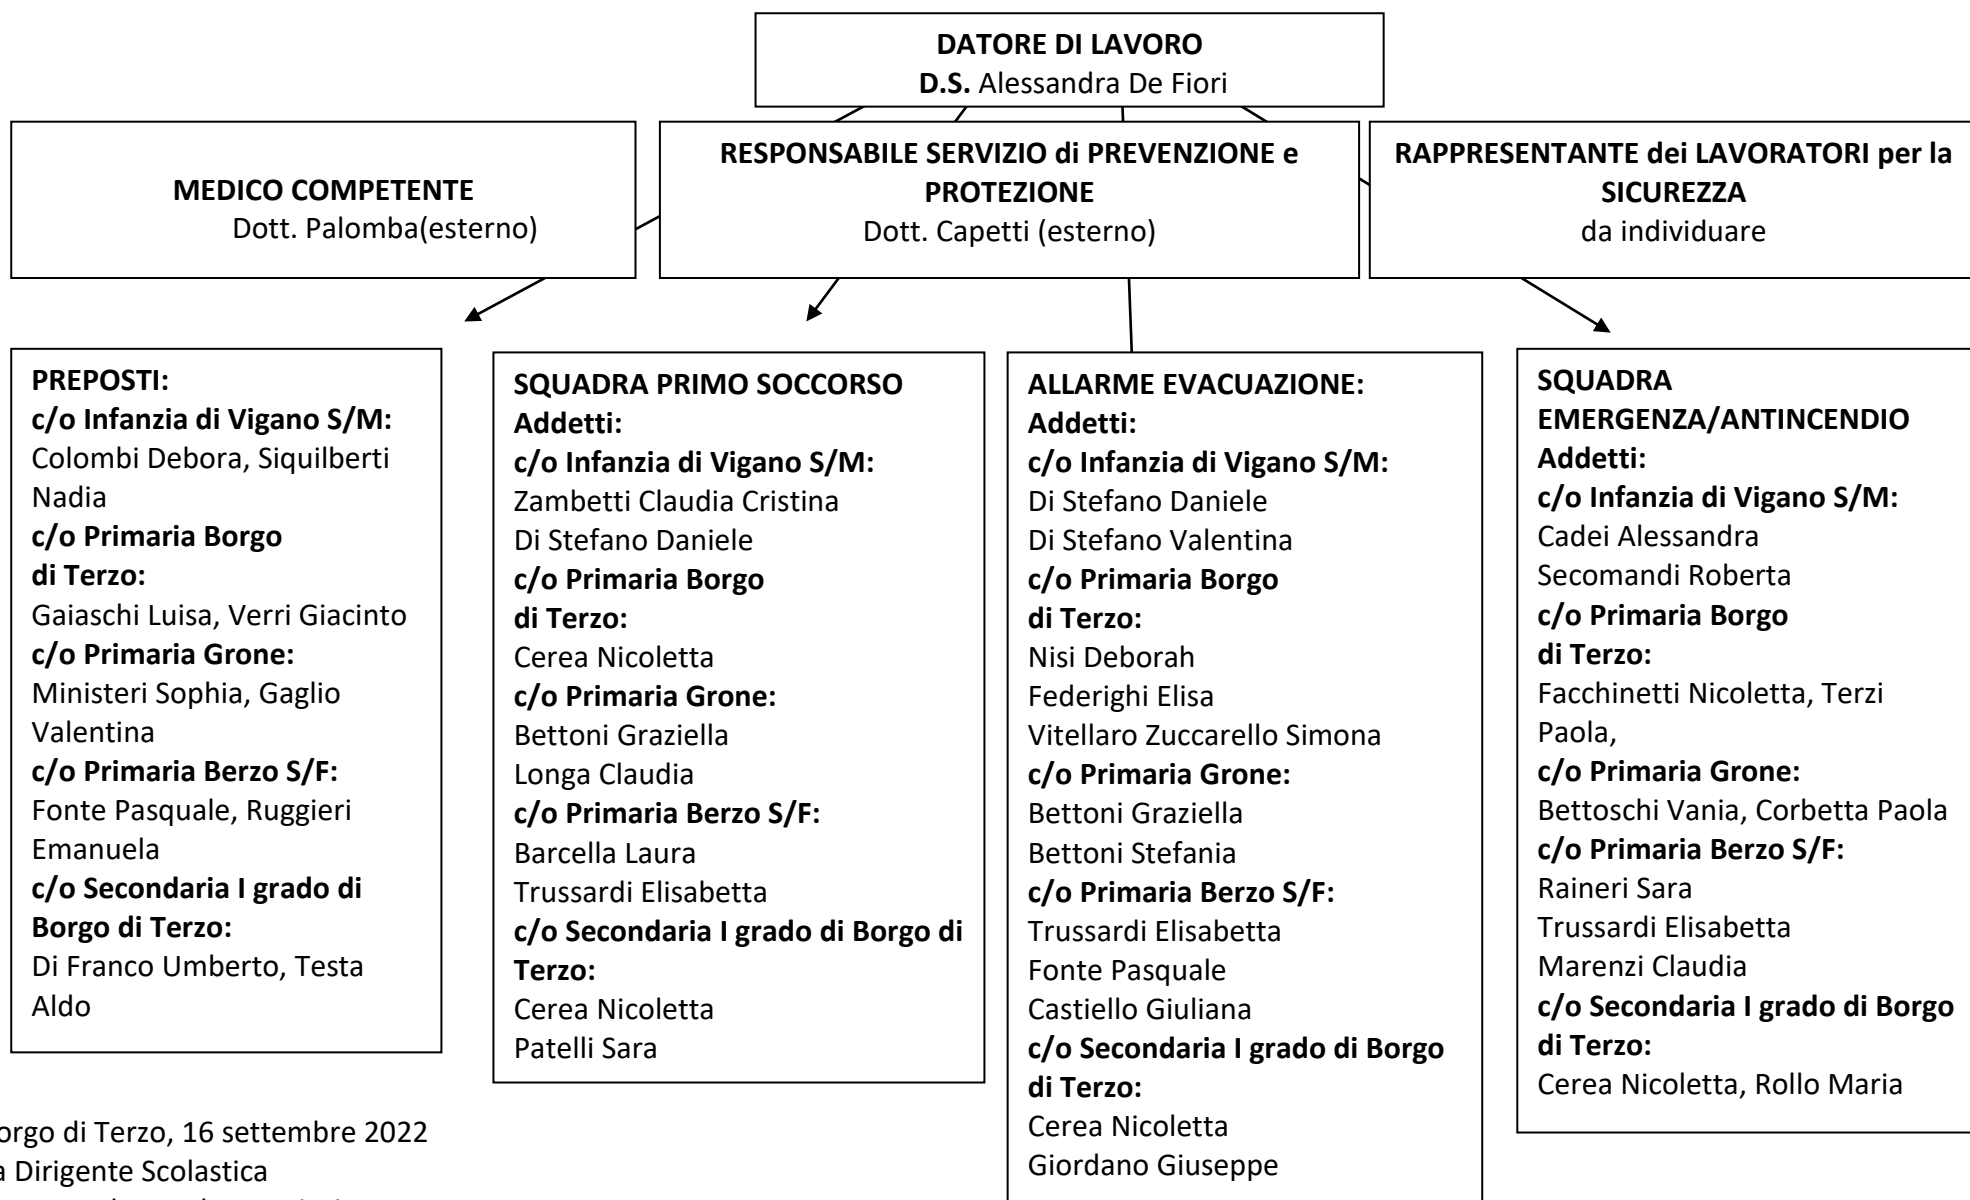 DATORE DI LAVORO
D.S. Alessandra De Fiori
MEDICO COMPETENTE
Dott. Palomba(esterno)
RESPONSABILE SERVIZIO di PREVENZIONE e
PROTEZIONE
Dott. Capetti (esterno)
RAPPRESENTANTE dei LAVORATORI per la
SICUREZZA
da individuare
PREPOSTI:
c/o Infanzia di Vigano S/M:
Colombi Debora, Siquilberti
Nadia
c/o Primaria Borgo
di Terzo:
Gaiaschi Luisa, Verri Giacinto
c/o Primaria Grone:
Ministeri Sophia, Gaglio
Valentina
c/o Primaria Berzo S/F:
Fonte Pasquale, Ruggieri
Emanuela
c/o Secondaria I grado di
Borgo di Terzo:
Di Franco Umberto, Testa
Aldo
SQUADRA PRIMO SOCCORSO
Addetti:
c/o Infanzia di Vigano S/M:
Zambetti Claudia Cristina
Di Stefano Daniele
c/o Primaria Borgo
di Terzo:
Cerea Nicoletta
c/o Primaria Grone:
Bettoni Graziella
Longa Claudia
c/o Primaria Berzo S/F:
Barcella Laura
Trussardi Elisabetta
c/o Secondaria I grado di Borgo di
Terzo:
Cerea Nicoletta
Patelli Sara
ALLARME EVACUAZIONE:
Addetti:
c/o Infanzia di Vigano S/M:
Di Stefano Daniele
Di Stefano Valentina
c/o Primaria Borgo
di Terzo:
Nisi Deborah
Federighi Elisa
Vitellaro Zuccarello Simona
c/o Primaria Grone:
Bettoni Graziella
Bettoni Stefania
c/o Primaria Berzo S/F:
Trussardi Elisabetta
Fonte Pasquale
Castiello Giuliana
c/o Secondaria I grado di Borgo
di Terzo:
Cerea Nicoletta
Giordano Giuseppe
SQUADRA
EMERGENZA/ANTINCENDIO
Addetti:
c/o Infanzia di Vigano S/M:
Cadei Alessandra
Secomandi Roberta
c/o Primaria Borgo
di Terzo:
Facchinetti Nicoletta, Terzi
Paola,
c/o Primaria Grone:
Bettoschi Vania, Corbetta Paola
c/o Primaria Berzo S/F:
Raineri Sara
Trussardi Elisabetta
Marenzi Claudia
c/o Secondaria I grado di Borgo
di Terzo:
Cerea Nicoletta, Rollo Maria
orgo di Terzo, 16 settembre 2022
a Dirigente Scolastica